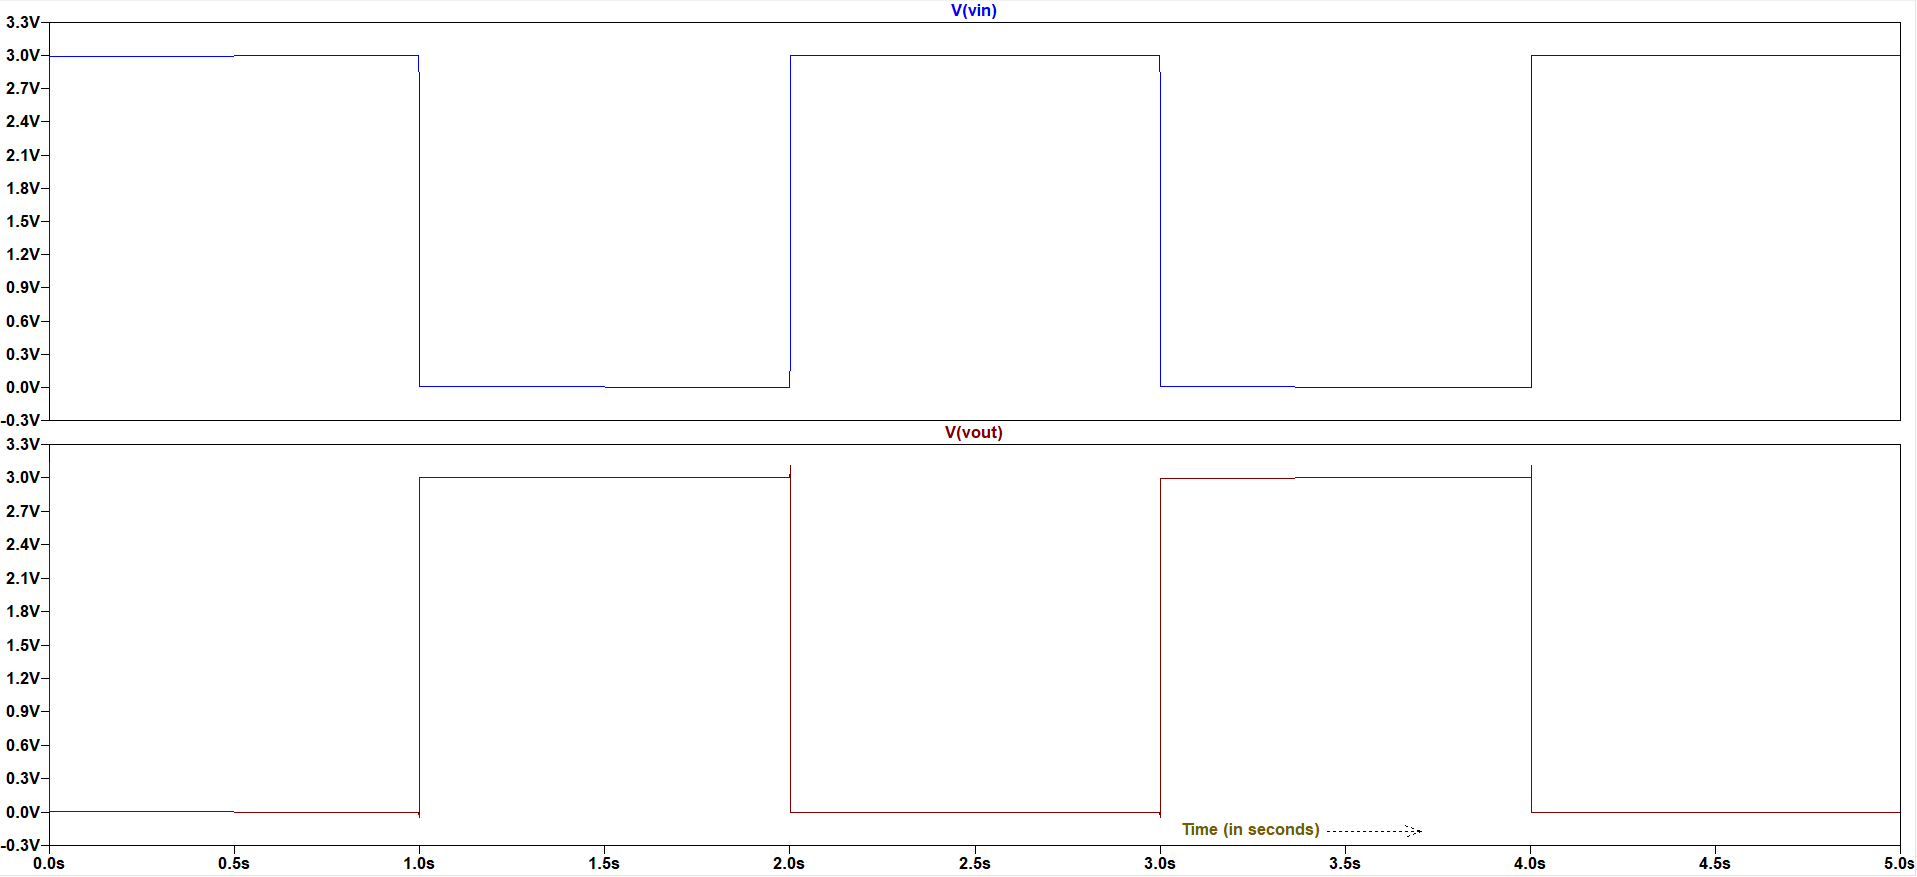 V(vin)
3.3V
3.0V
2.7V
2.4V
2.1V
1.8V
1.5V
1.2V
0.9V
0.6V
0.3V
0.0V
-0.3V
V(vout)
3.3V
3.0V
2.7V
2.4V
2.1V
1.8V
1.5V
1.2V
0.9V
0.6V
0.3V
0.0V
Time (in seconds)
-0.3V
0.0s 0.5s 1.0s 1.5s 2.0s 2.5s 3.0s 3.5s 4.0s 4.5s 5.0s